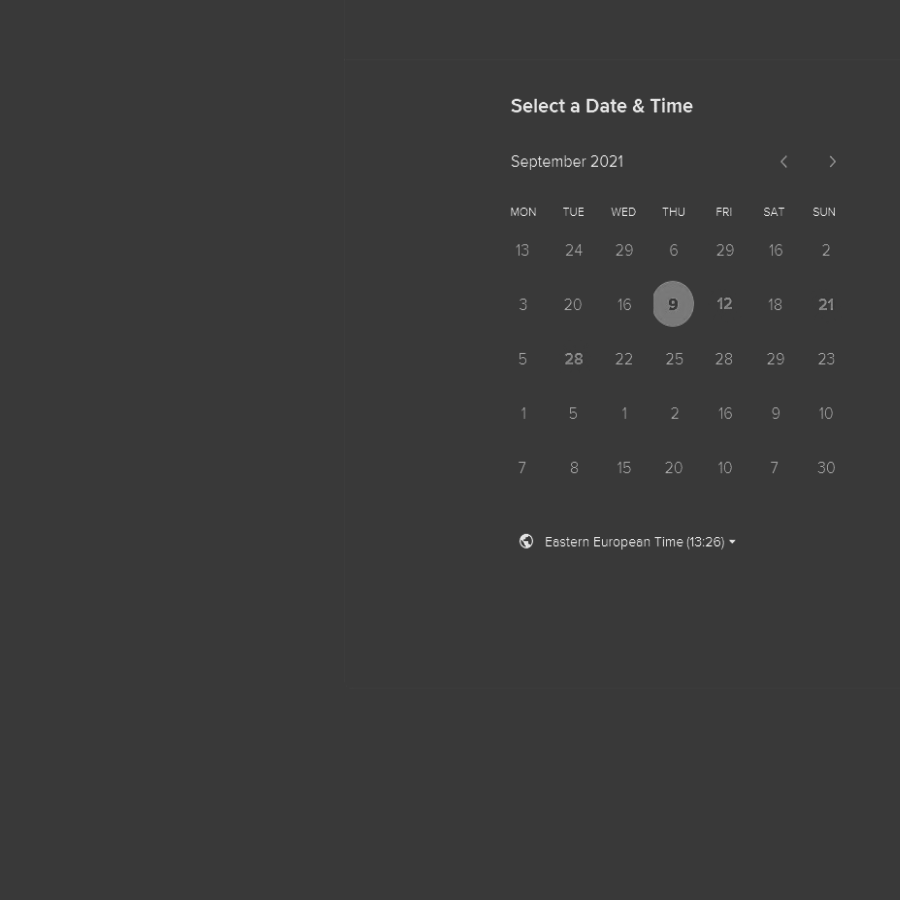 Select a Date & Time
September 2021
MON TUE WED THU FRI SAT SUN
13 24 29 6 29 16 2
3 20 16 9 12 18 21
5 28 22 25 28 29 23
1 5 1 2 16 9 10
7 8 15 20 10 7 30
Eastern European Time (13:26)